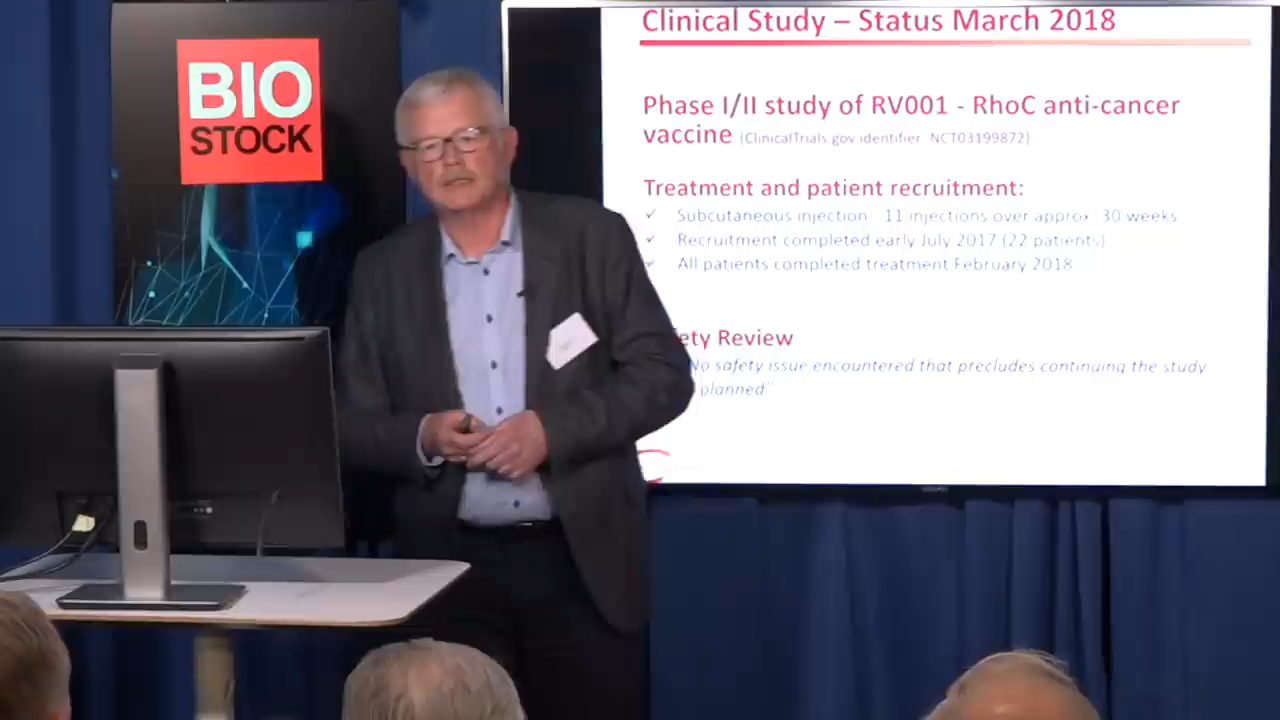 BIO
STOCK
Clinical Study – Status March 2018
Phase I/II study of RV001 - RhoC anti-cancer
vaccine (ClinicalTrials.gov identifier NCT03199872)
Treatment and patient recruitment:
✓ Subcutaneous injection 11 injections over approx 30 weeks
✓ Recruitment completed early July 2017 (22 patients)
✓ All patients completed treatment February 2018
ety Review
No safety issue encountered that precludes continuing the study
planned"